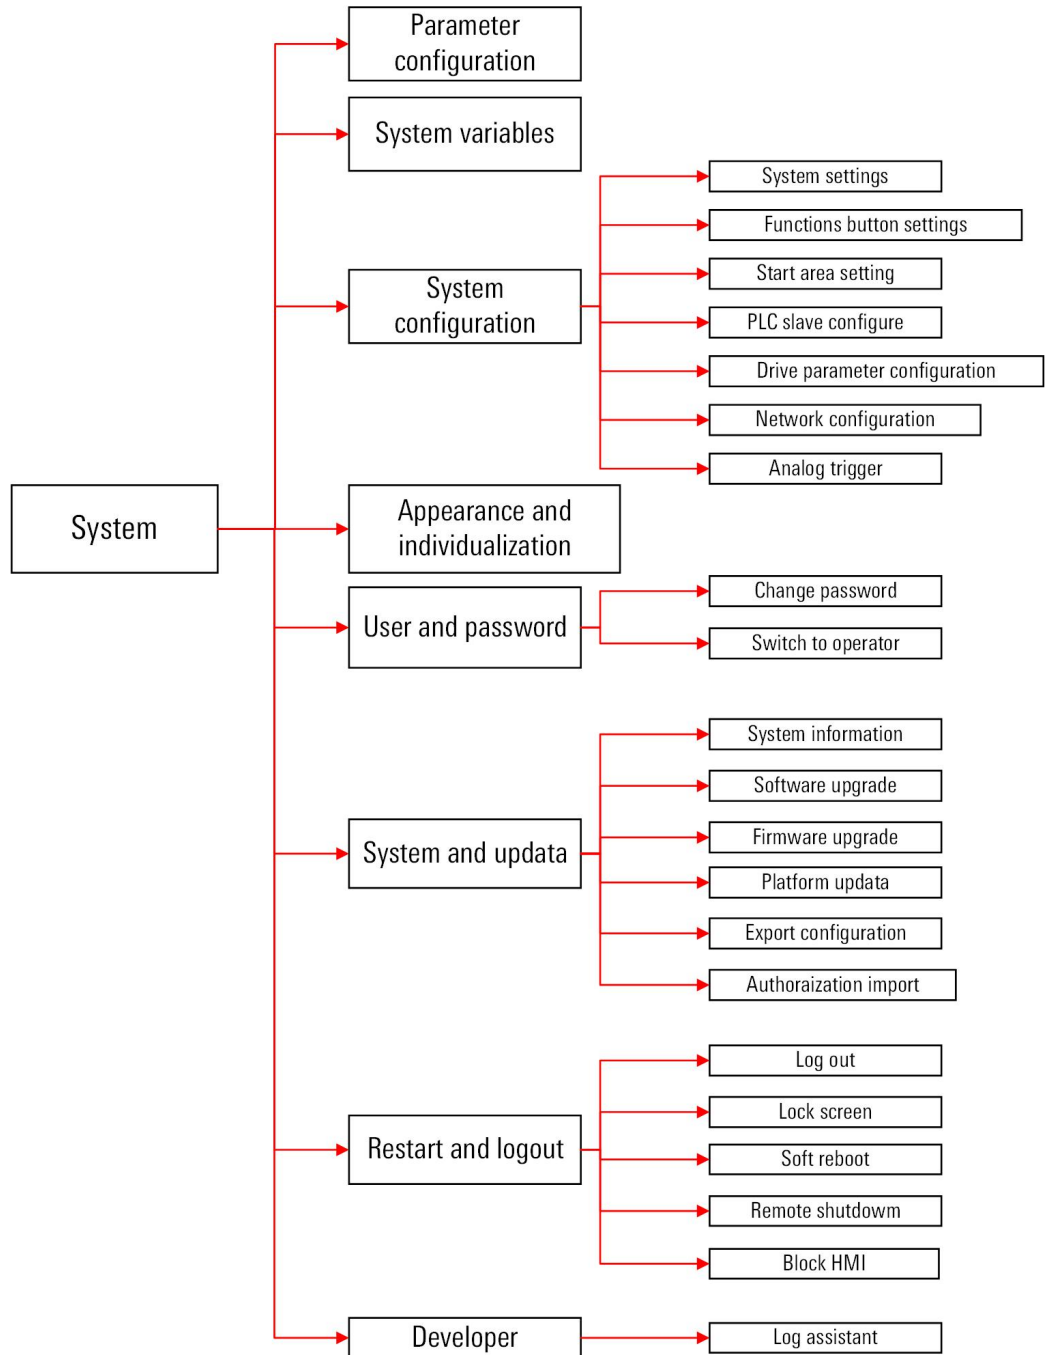 Parameter
configuration
System variables
System settings
Functions button settings
Start area setting
System
configuration
PLC slave configure
Drive parameter configuration
Network configuration
Analog trigger
System
Appearance and
individualization
User and password
Change password
Switch to operator
System information
Software upgrade
System and updata
Firmware upgrade
Platform updata
Export configuration
Authoraization import
Log out
Lock screen
Restart and logout
Soft reboot
Remote shutdowm
Block HMI
Developer
Log assistant